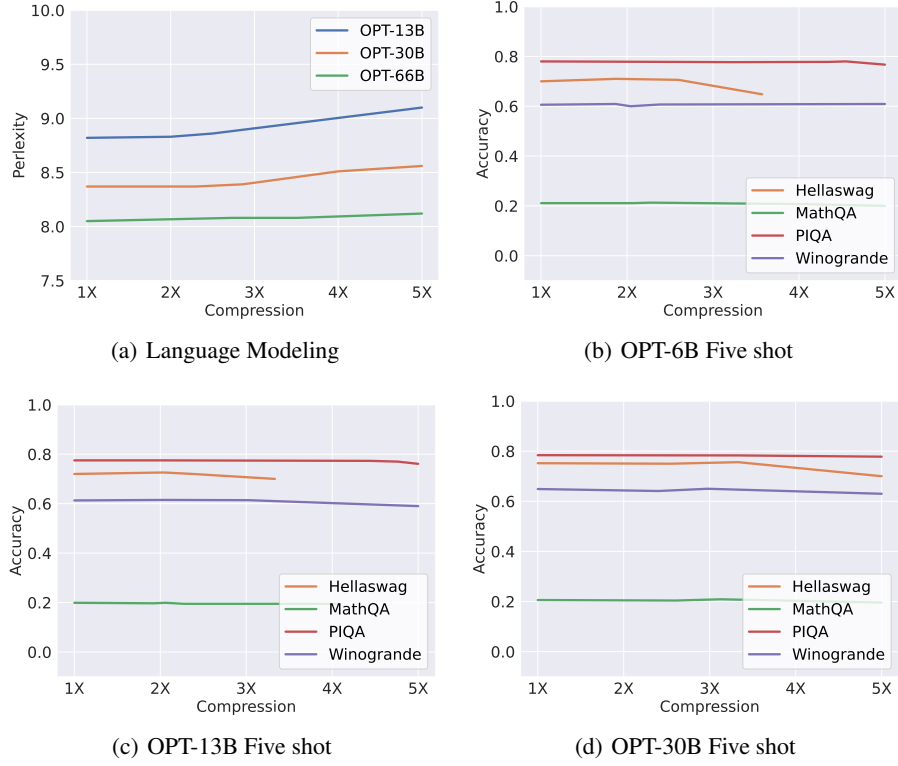 10.0
9.5
9.0
8.5
8.0
7.5
Perlexity
OPT-13B
OPT-30B
OPT-66B
1X 2X 3X 4X 5X
Compression
(a) Language Modeling
1.0
0.8
0.6
0.4
0.2
0.0
Accuracy
Hellaswag
MathQA
PIQA
Winogrande
1X 2X 3X 4X 5X
Compression
(b) OPT-6B Five shot
1.0
0.8
0.6
0.4
0.2
0.0
Accuracy
Hellaswag
MathQA
PIQA
Winogrande
1X 2X 3X 4X 5X
Compression
(c) OPT-13B Five shot
1.0
0.8
0.6
0.4
0.2
0.0
Accuracy
Hellaswag
MathQA
PIQA
Winogrande
1X 2X 3X 4X 5X
Compression
(d) OPT-30B Five shot